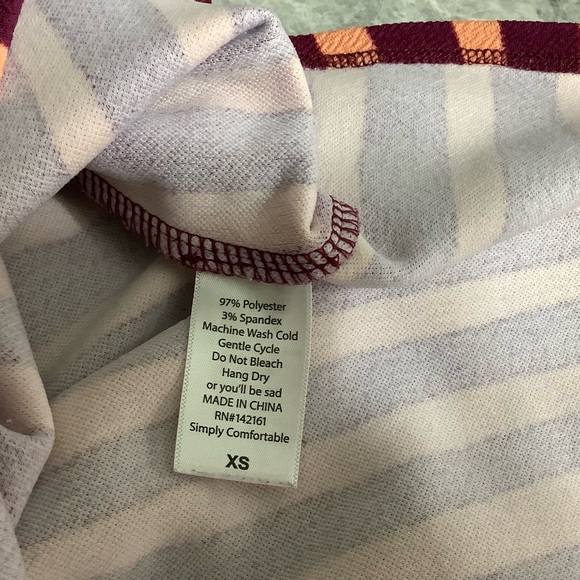 97% Polyester
3% Spandex
Machine Wash Cold
Gentle Cycle
Do Not Bleach
Hang Dry
or you'll be sad
MADE IN CHINA
RN#142161
Simply Comfortable
XS